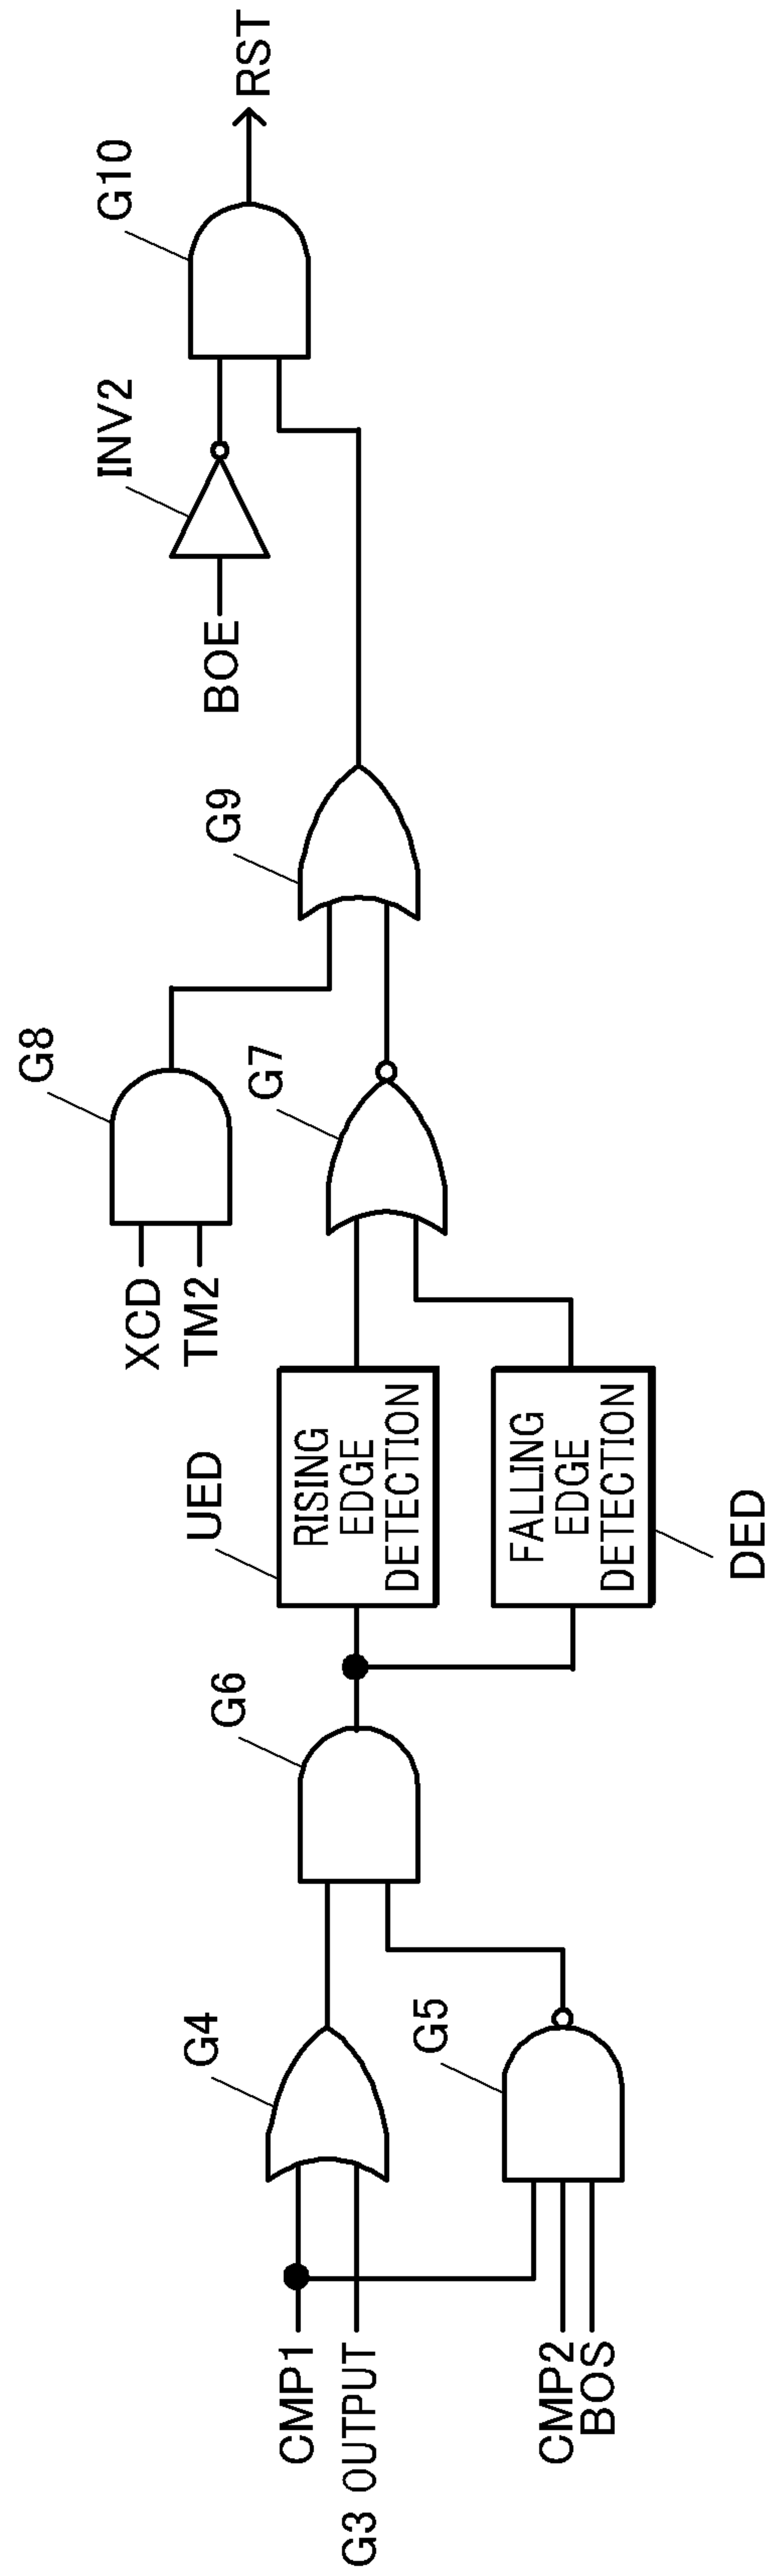 CMP1
G3 OUTPUT
CMP2
BOS
G4
G5
G6
UED
RISING
EDGE
DETECTION
FALLING
EDGE
DETECTION
DED
XCD
TM2
G8
G7
G9
BOE
INV2
G10
RST